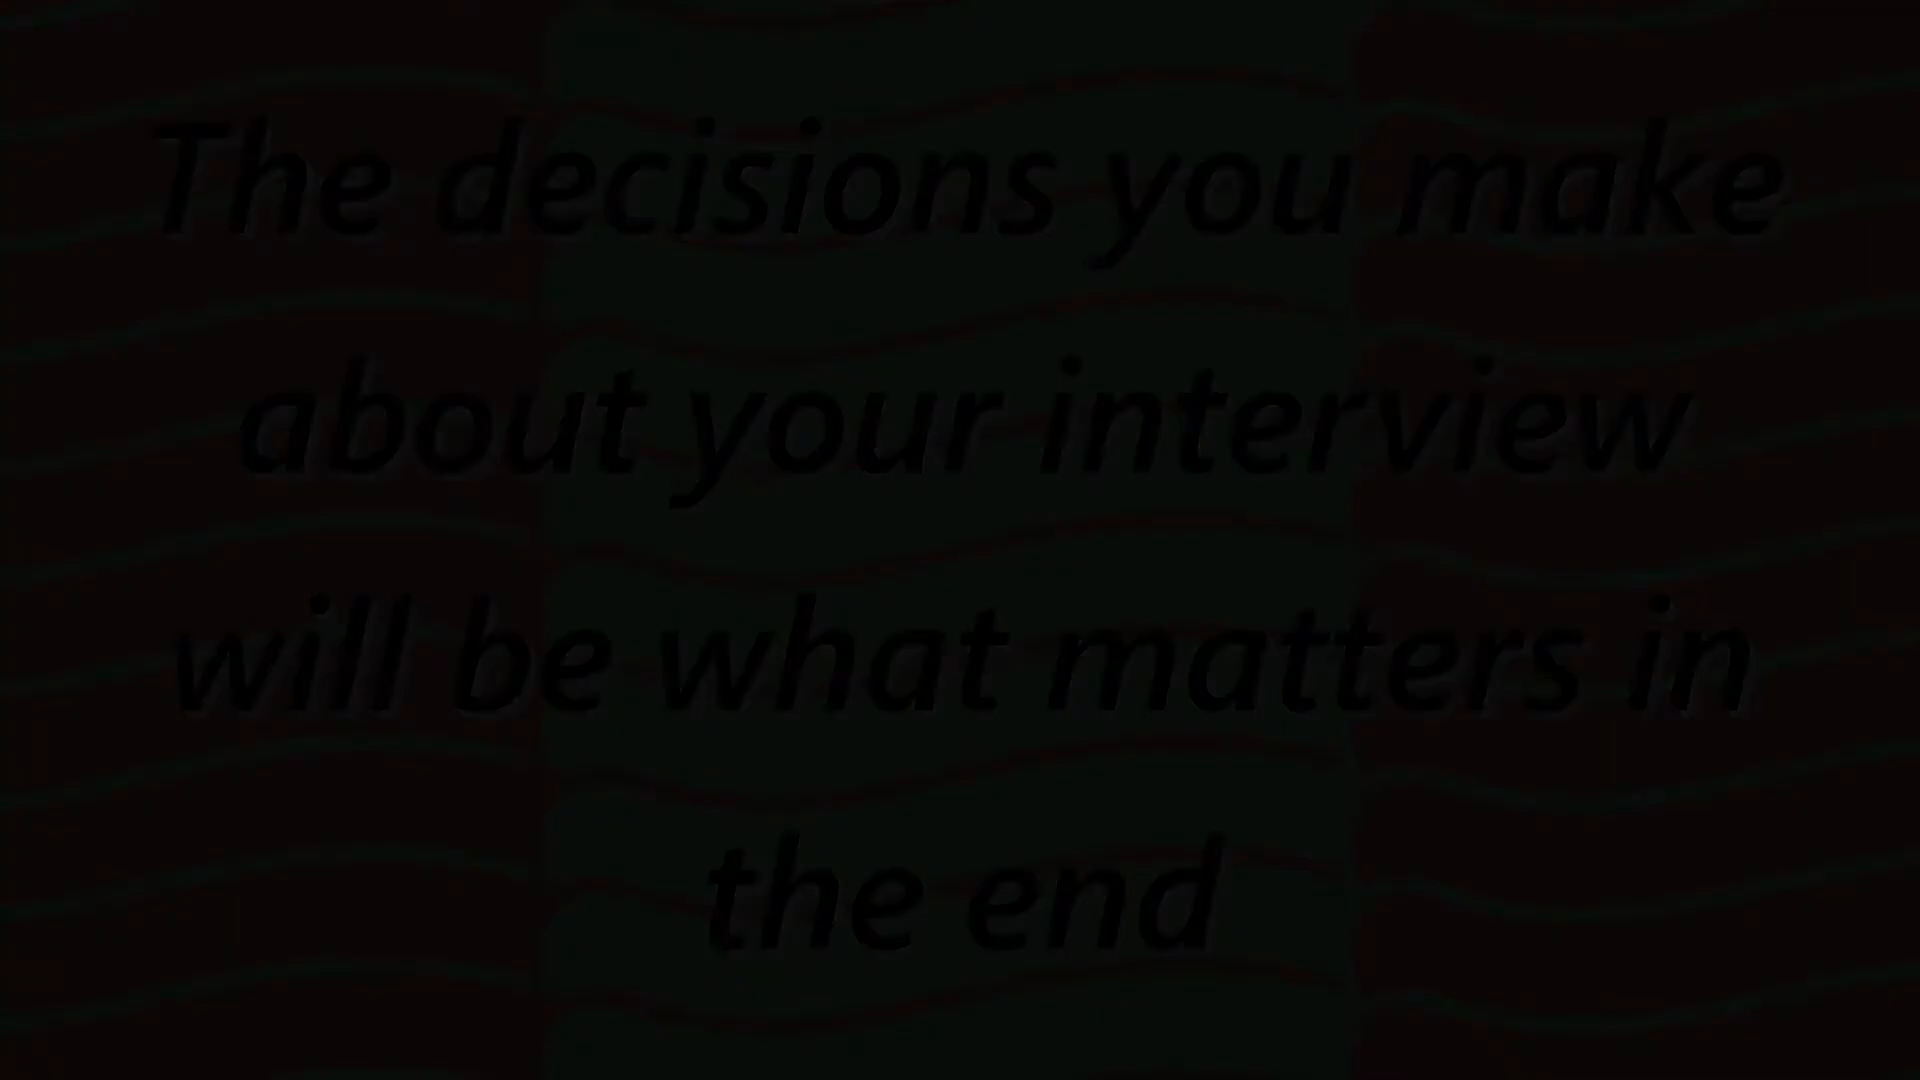 The decisions you make
about your interview
will be what matters in
the end